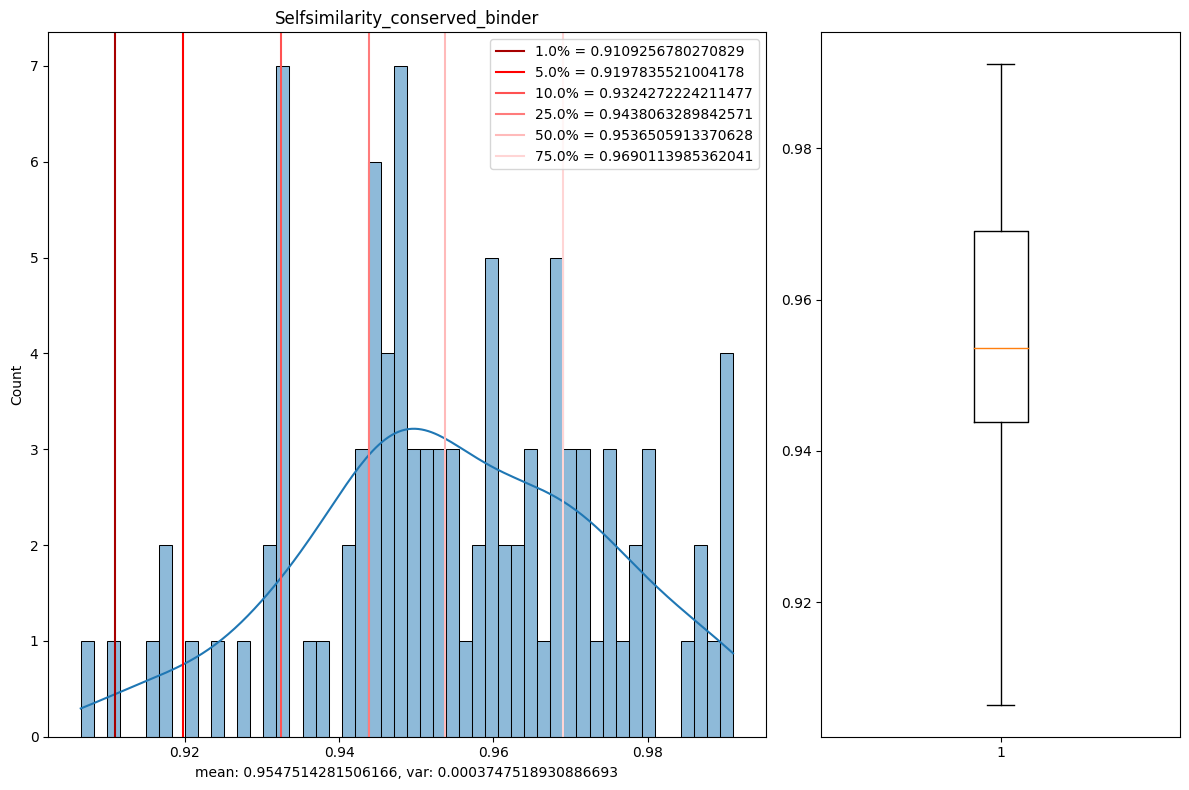 Selfsimilarity_conserved_binder
1.0% = 0.9109256780270829
5.0% = 0.9197835521004178
10.0% = 0.9324272224211477
25.0% = 0.9438063289842571
50.0% = 0.9536505913370628
75.0% = 0.9690113985362041
Count
7
6
5
4
3
2
1
0
0.92
0.94
0.96
0.98
mean: 0.9547514281506166, var: 0.0003747518930886693
0.98
0.96
0.94
0.92
1